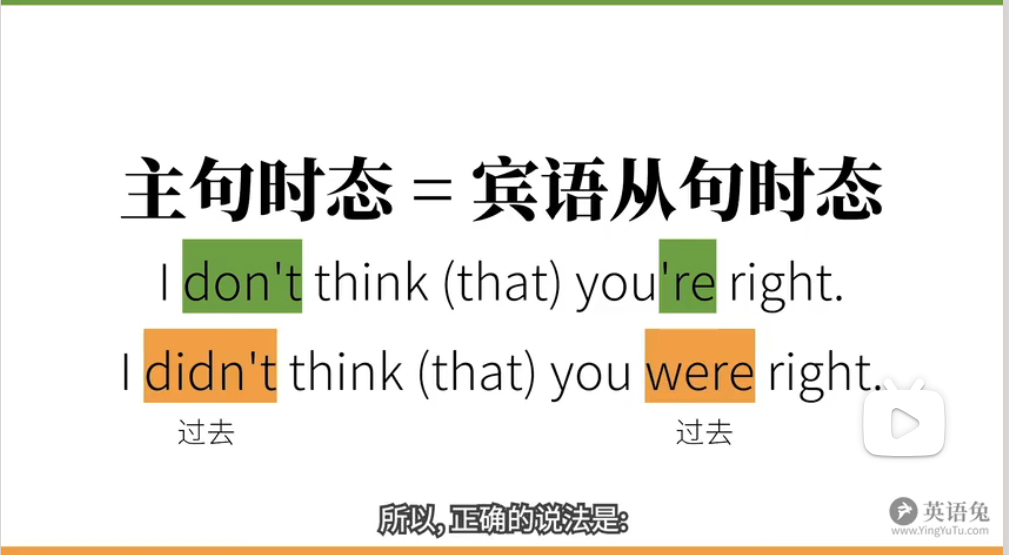 主句时态 = 宾语从句时态
I don't think (that) you're right.
I didn't think (that) you were right.
过去 过去
所以, 正确的说法是:
英语兔
www.YingYuTu.com